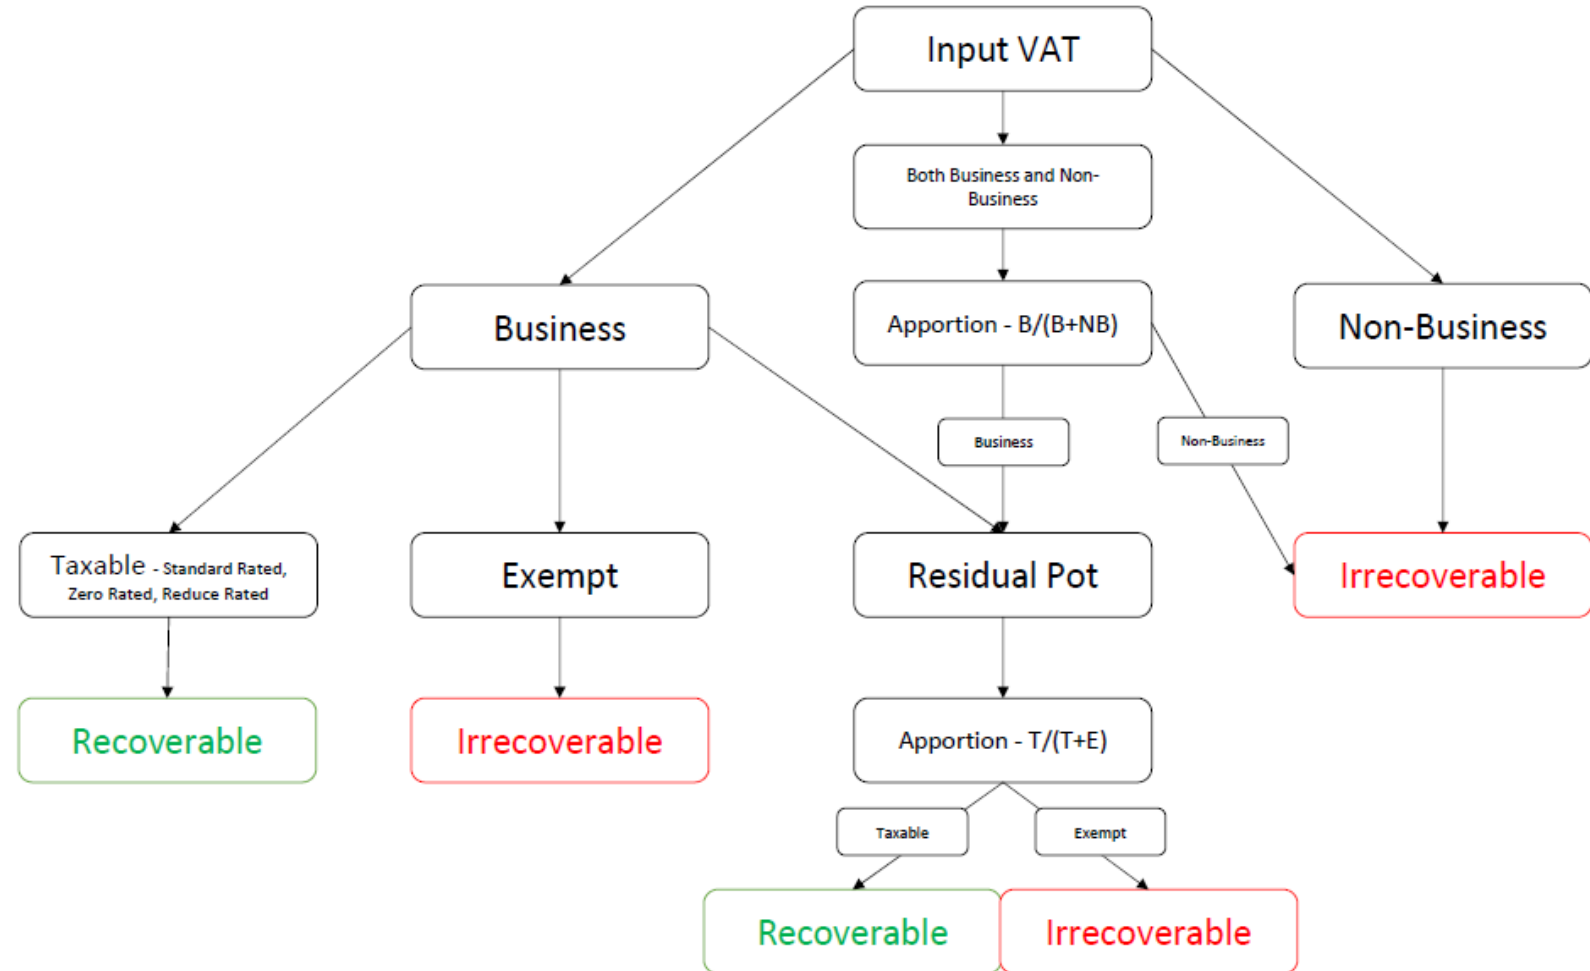 Input VAT
Both Business and Non-
Business
Business
Apportion - B/(B+NB)
Non-Business
Business
Non-Business
Taxable - Standard Rated,
Zero Rated, Reduce Rated
Exempt
Residual Pot
Irrecoverable
Recoverable
Irrecoverable
Apportion - T/(T+E)
Taxable
Exempt
Recoverable
Irrecoverable